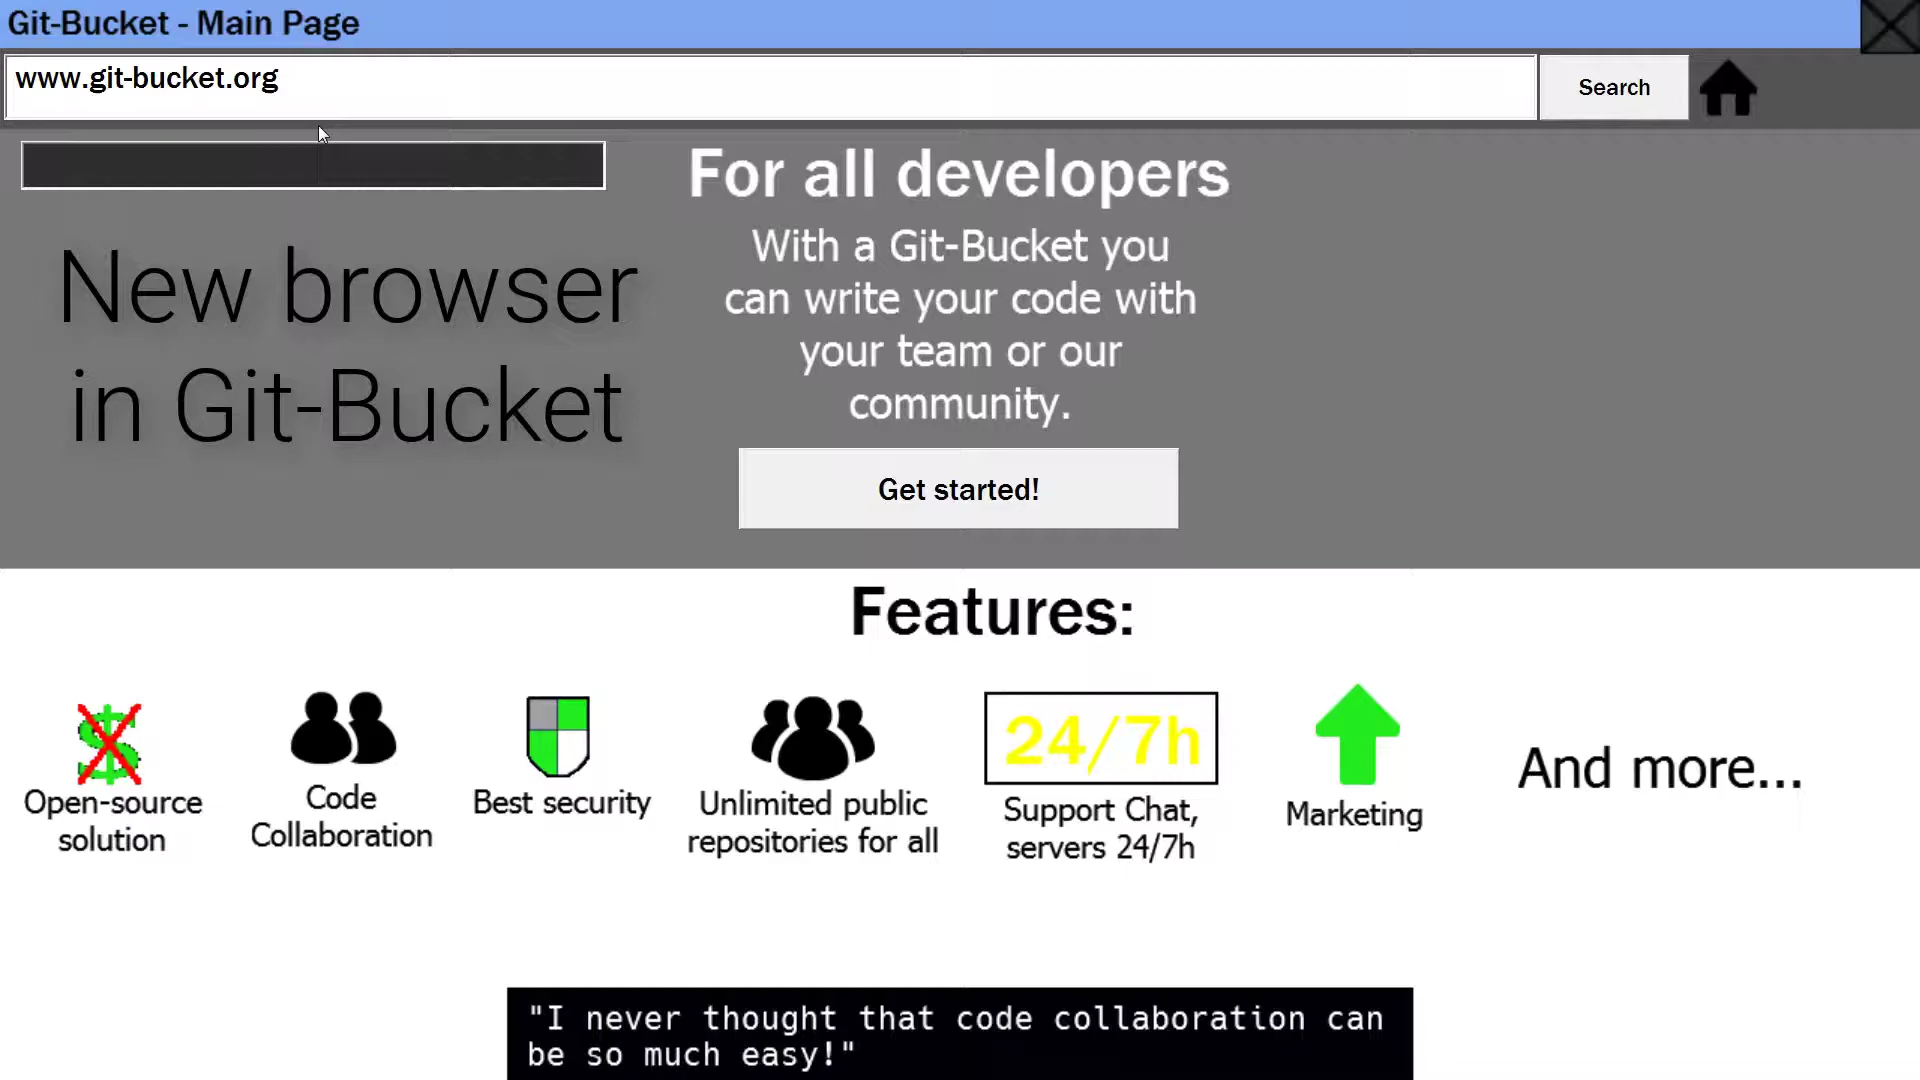 Git-Bucket - Main Page
www.git-bucket.org
Search
For all developers
With a Git-Bucket you
can write your code with
your team or our
community.
Get started!
New browser
in Git-Bucket
Features:
Open-source
solution
Code
Collaboration
Best security
Unlimited public
repositories for all
24/7h
Support Chat,
servers 24/7h
Marketing
And more...
"I never thought that code collaboration can
be so much easy!"